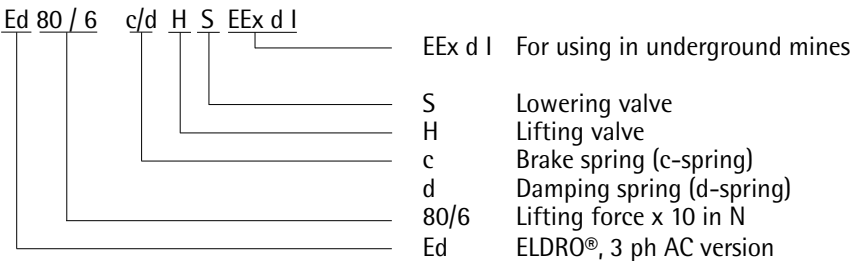 Ed 80 / 6 c/d H S EEx d I
EEx d I For using in underground mines
S Lowering valve
H Lifting valve
c Brake spring (c-spring)
d Damping spring (d-spring)
80/6 Lifting force x 10 in N
Ed ELDRO®, 3 ph AC version